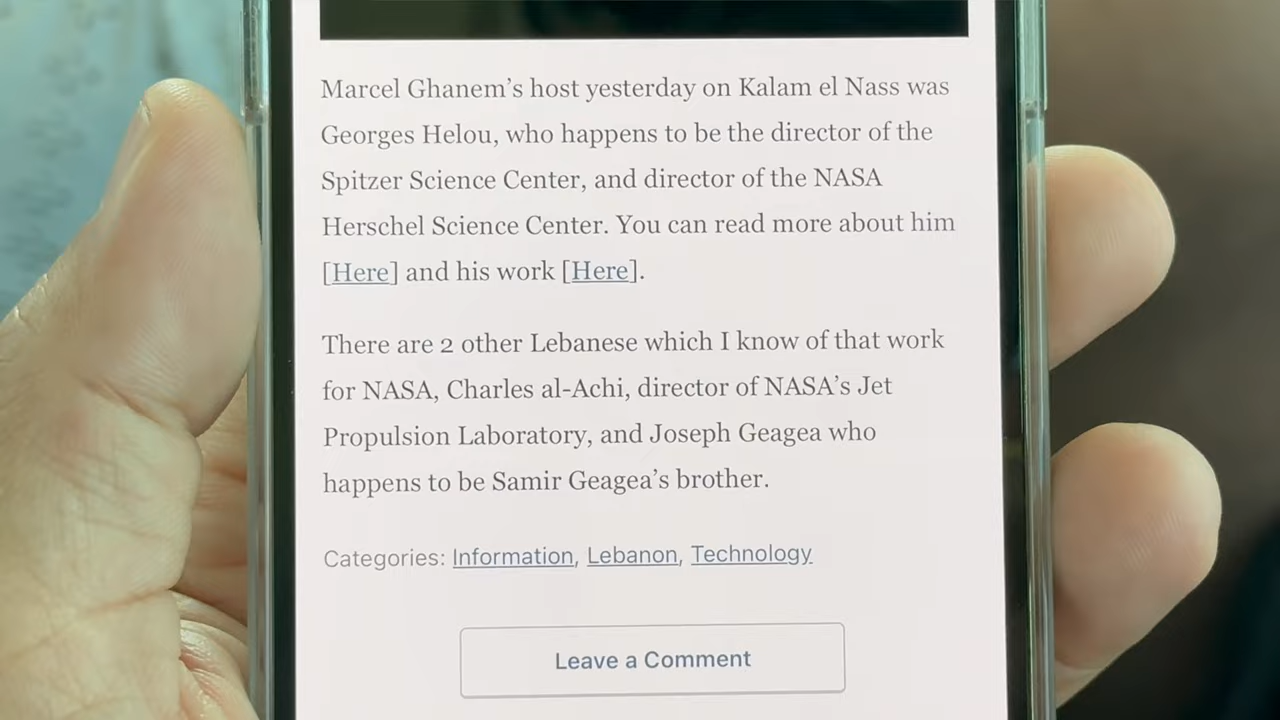 Marcel Ghanem’s host yesterday on Kalam el Nass was
Georges Helou, who happens to be the director of the
Spitzer Science Center, and director of the NASA
Herschel Science Center. You can read more about him
[Here] and his work [Here].
There are 2 other Lebanese which I know of that work
for NASA, Charles al-Achi, director of NASA’s Jet
Propulsion Laboratory, and Joseph Geagea who
happens to be Samir Geagea’s brother.
Categories: Information, Lebanon, Technology
Leave a Comment